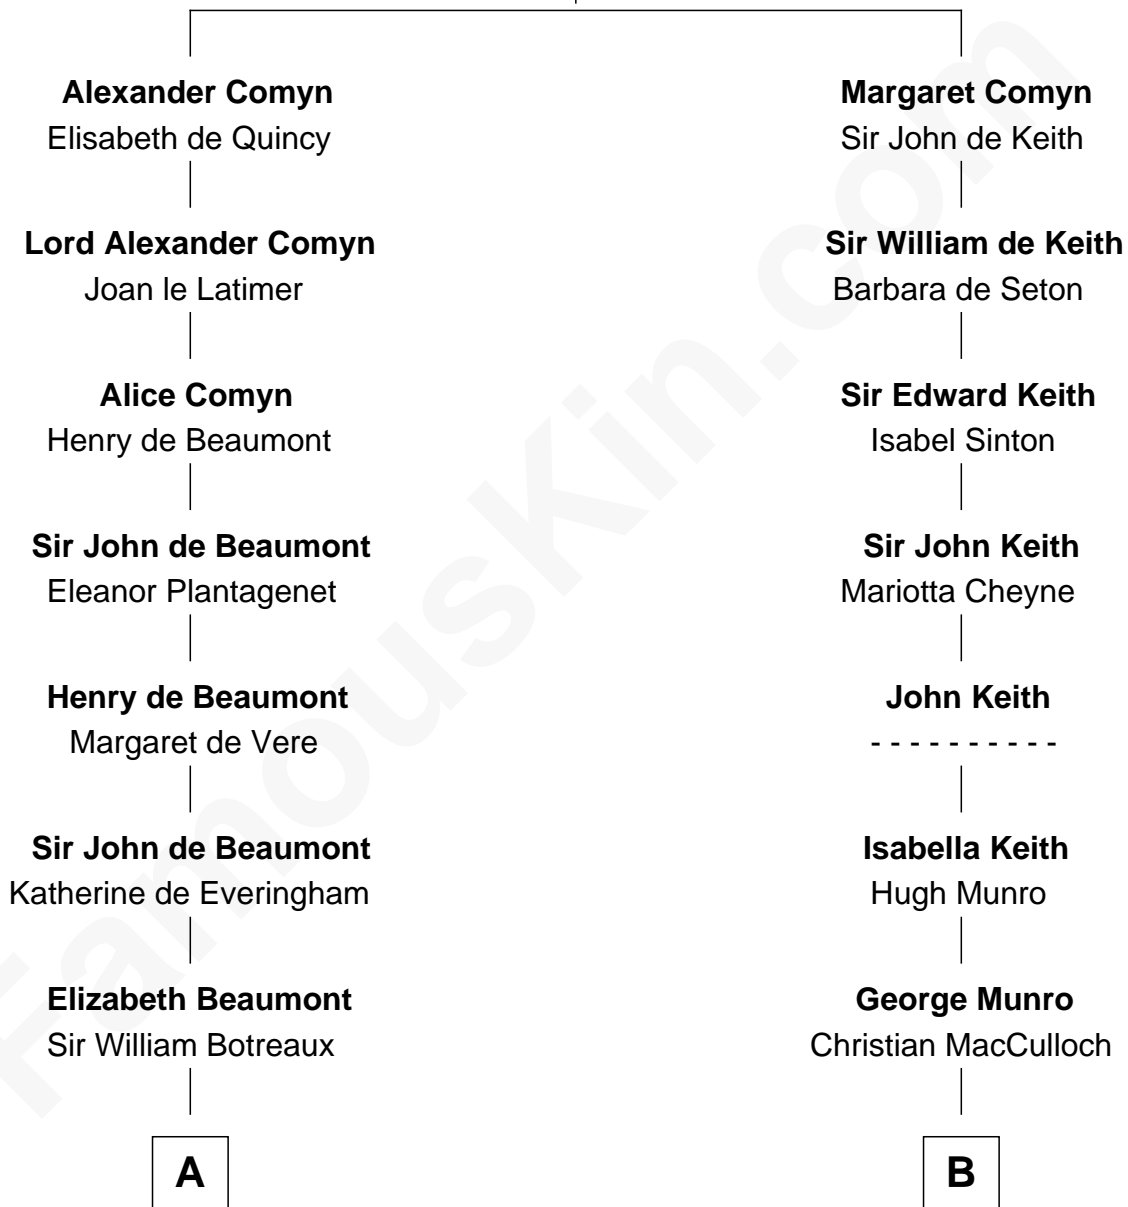 Alexander Comyn
Elisabeth de Quincy
Lord Alexander Comyn
Joan le Latimer
Alice Comyn
Henry de Beaumont
Sir John de Beaumont
Eleanor Plantagenet
Henry de Beaumont
Margaret de Vere
Sir John de Beaumont
Katherine de Everingham
Elizabeth Beaumont
Sir William Botreaux
A
Margaret Comyn
Sir John de Keith
Sir William de Keith
Barbara de Seton
Sir Edward Keith
Isabel Sinton
Sir John Keith
Mariotta Cheyne
John Keith
- - - - - - - - - -
Isabella Keith
Hugh Munro
George Munro
Christian MacCulloch
B
FamousKin.com